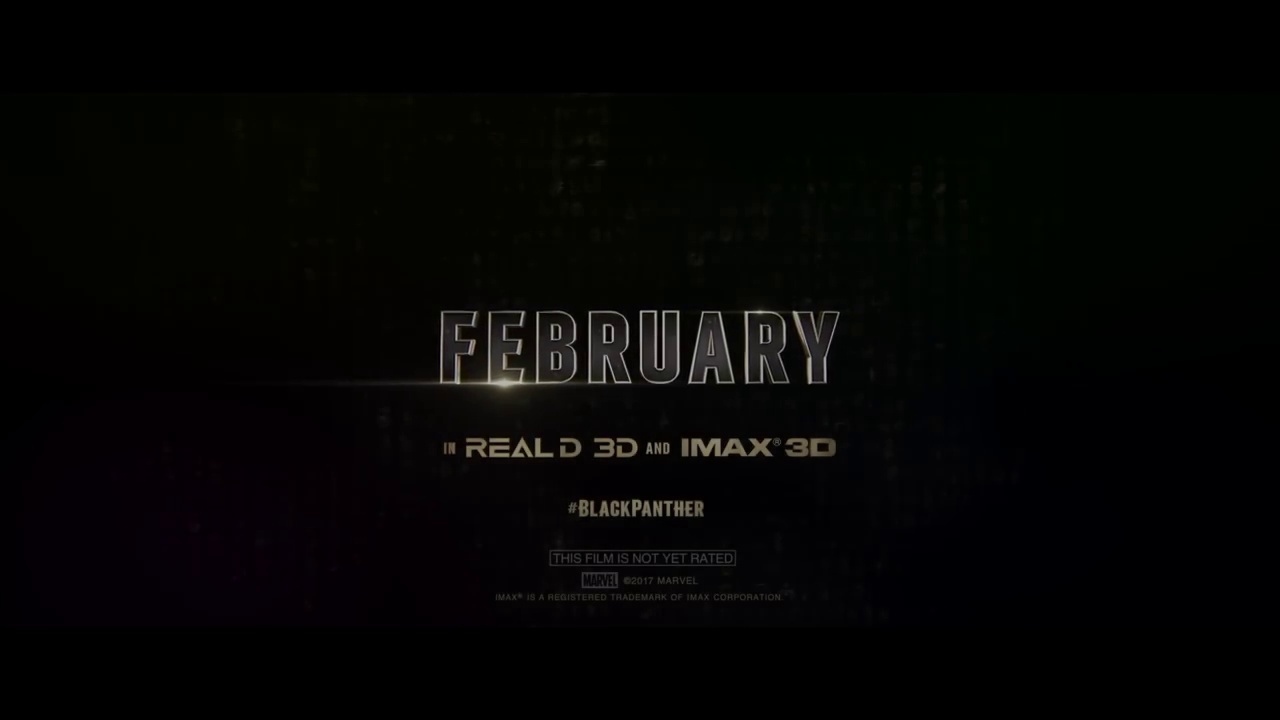 FEBRUARY
IN REAL D 3D AND IMAX® 3D
#BLACKPANTHER
THIS FILM IS NOT YET RATED
MARVEL ©2017 MARVEL
IMAX® IS A REGISTERED TRADEMARK OF IMAX CORPORATION.